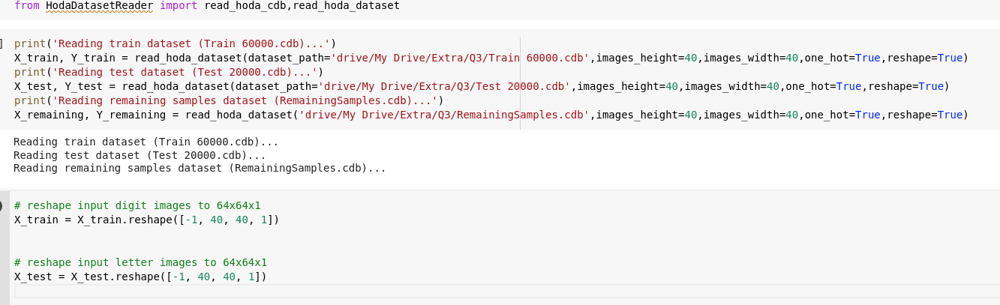 from HodaDatasetReader import read_hoda_cdb,read_hoda_dataset
] print('Reading train dataset (Train 60000.cdb)...')
X_train, Y_train = read_hoda_dataset(dataset_path='drive/My Drive/Extra/Q3/Train 60000.cdb',images_height=40,images_width=40,one_hot=True,reshape=True)
print('Reading test dataset (Test 20000.cdb)...')
X_test, Y_test = read_hoda_dataset(dataset_path='drive/My Drive/Extra/Q3/Test 20000.cdb',images_height=40,images_width=40,one_hot=True,reshape=True)
print('Reading remaining samples dataset (RemainingSamples.cdb)...')
X_remaining, Y_remaining = read_hoda_dataset('drive/My Drive/Extra/Q3/RemainingSamples.cdb',images_height=40,images_width=40,one_hot=True,reshape=True)
Reading train dataset (Train 60000.cdb)...
Reading test dataset (Test 20000.cdb)...
Reading remaining samples dataset (RemainingSamples.cdb)...
# reshape input digit images to 64x64x1
X_train = X_train.reshape([-1, 40, 40, 1])
# reshape input letter images to 64x64x1
X_test = X_test.reshape([-1, 40, 40, 1])